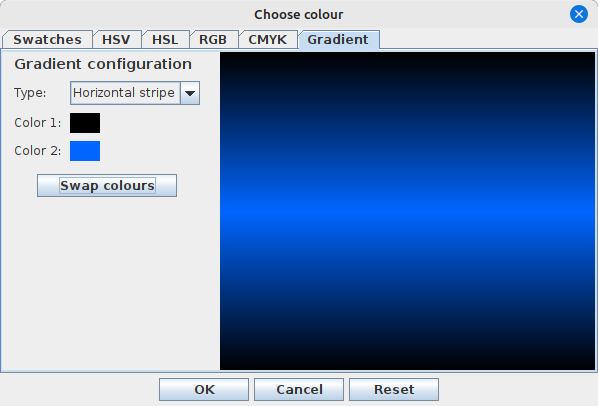 Choose colour
Swatches HSV HSL RGB CMYK Gradient
Gradient configuration
Type: Horizontal stripe
Color 1:
Color 2:
Swap colours
OK Cancel Reset